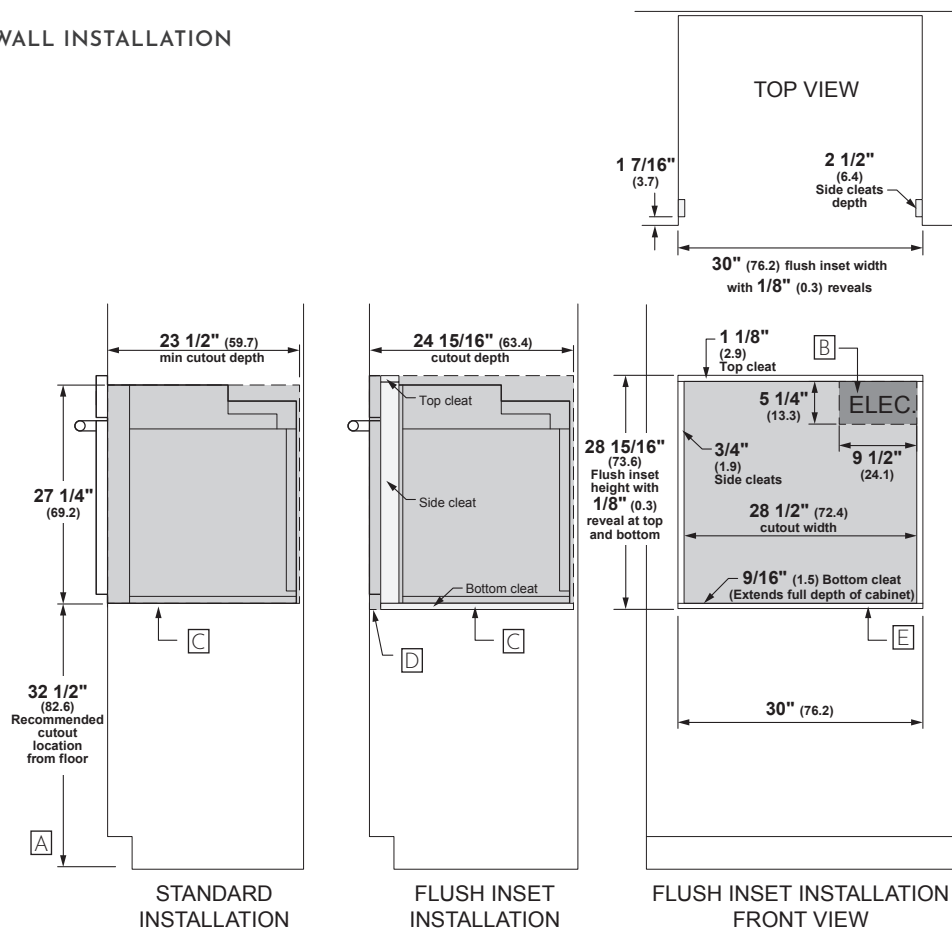 WALL INSTALLATION
TOP VIEW
1 7/16"
(3.7)
2 1/2"
(6.4)
Side cleats
depth
30" (76.2) flush inset width
with 1/8" (0.3) reveals
23 1/2" (59.7)
min cutout depth
27 1/4"
(69.2)
C
32 1/2"
(82.6)
Recommended
cutout
location
from floor
A
STANDARD
INSTALLATION
24 15/16" (63.4)
cutout depth
Top cleat
Side cleat
Bottom cleat
D
C
FLUSH INSET
INSTALLATION
28 15/16"
(73.6)
Flush inset
height with
1/8" (0.3)
reveal at top
and bottom
1 1/8"
(2.9)
Top cleat
B
5 1/4"
(13.3)
ELEC.
3/4"
(1.9)
Side cleats
9 1/2"
(24.1)
28 1/2" (72.4)
cutout width
9/16" (1.5) Bottom cleat
(Extends full depth of cabinet)
E
30" (76.2)
FLUSH INSET INSTALLATION
FRONT VIEW